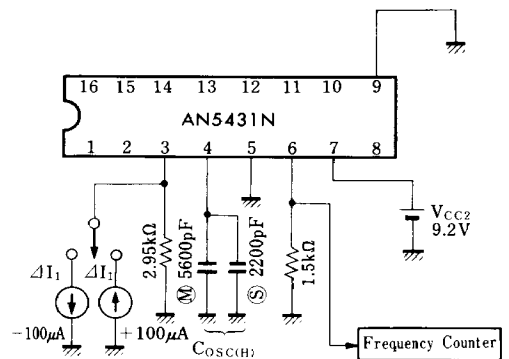 16 15 14 13 12 11 10 9
AN5431N
1 2 3 4 5 6 7 8
2.95kΩ
Ⓜ 5600pF
Ⓢ 2200pF
1.5kΩ
VCC2
9.2V
ΔI1 ΔI1
-100μA +100μA
COSC(H)
Frequency Counter